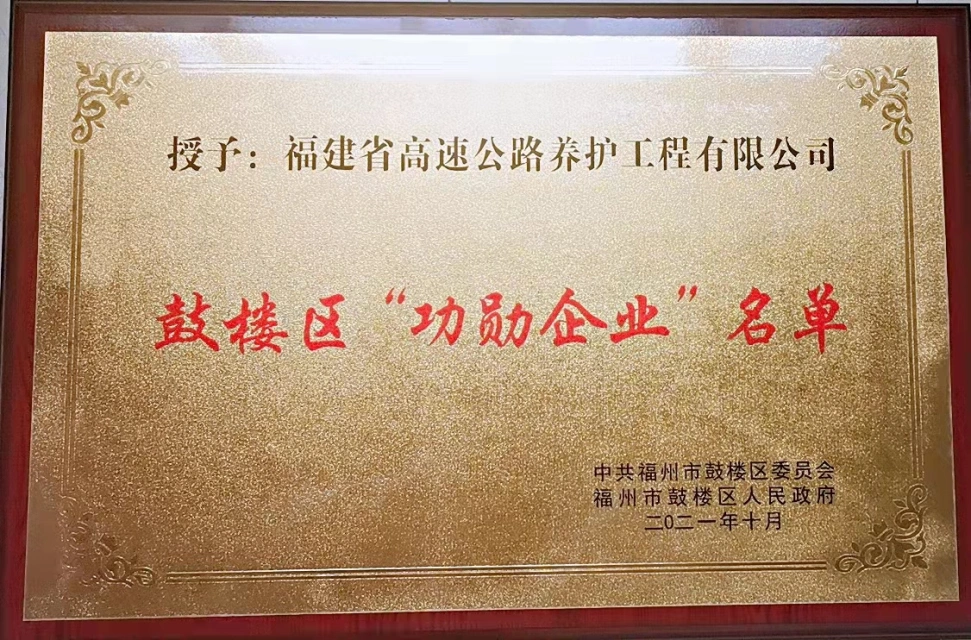 授予：福建省高速公路养护工程有限公司
鼓楼区“功勋企业”名单
中共福州市鼓楼区委员会
福州市鼓楼区人民政府
二〇二一年十月